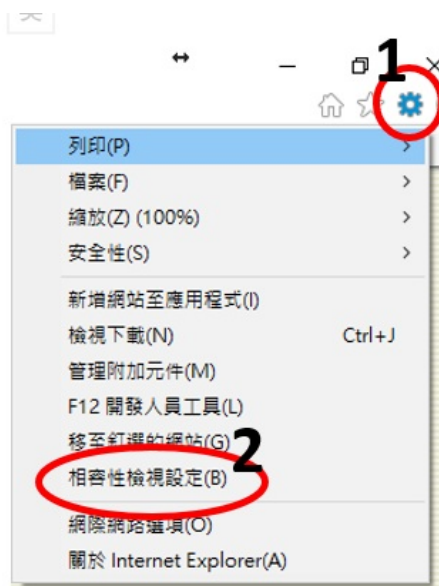 1
列印(P)
檔案(F)
縮放(Z) (100%)
安全性(S)
新增網站至應用程式(I)
檢視下載(N) Ctrl+J
管理附加元件(M)
F12 開發人員工具(L)
移至釘選的網站(G)
2
相容性檢視設定(B)
網際網路選項(O)
關於 Internet Explorer(A)